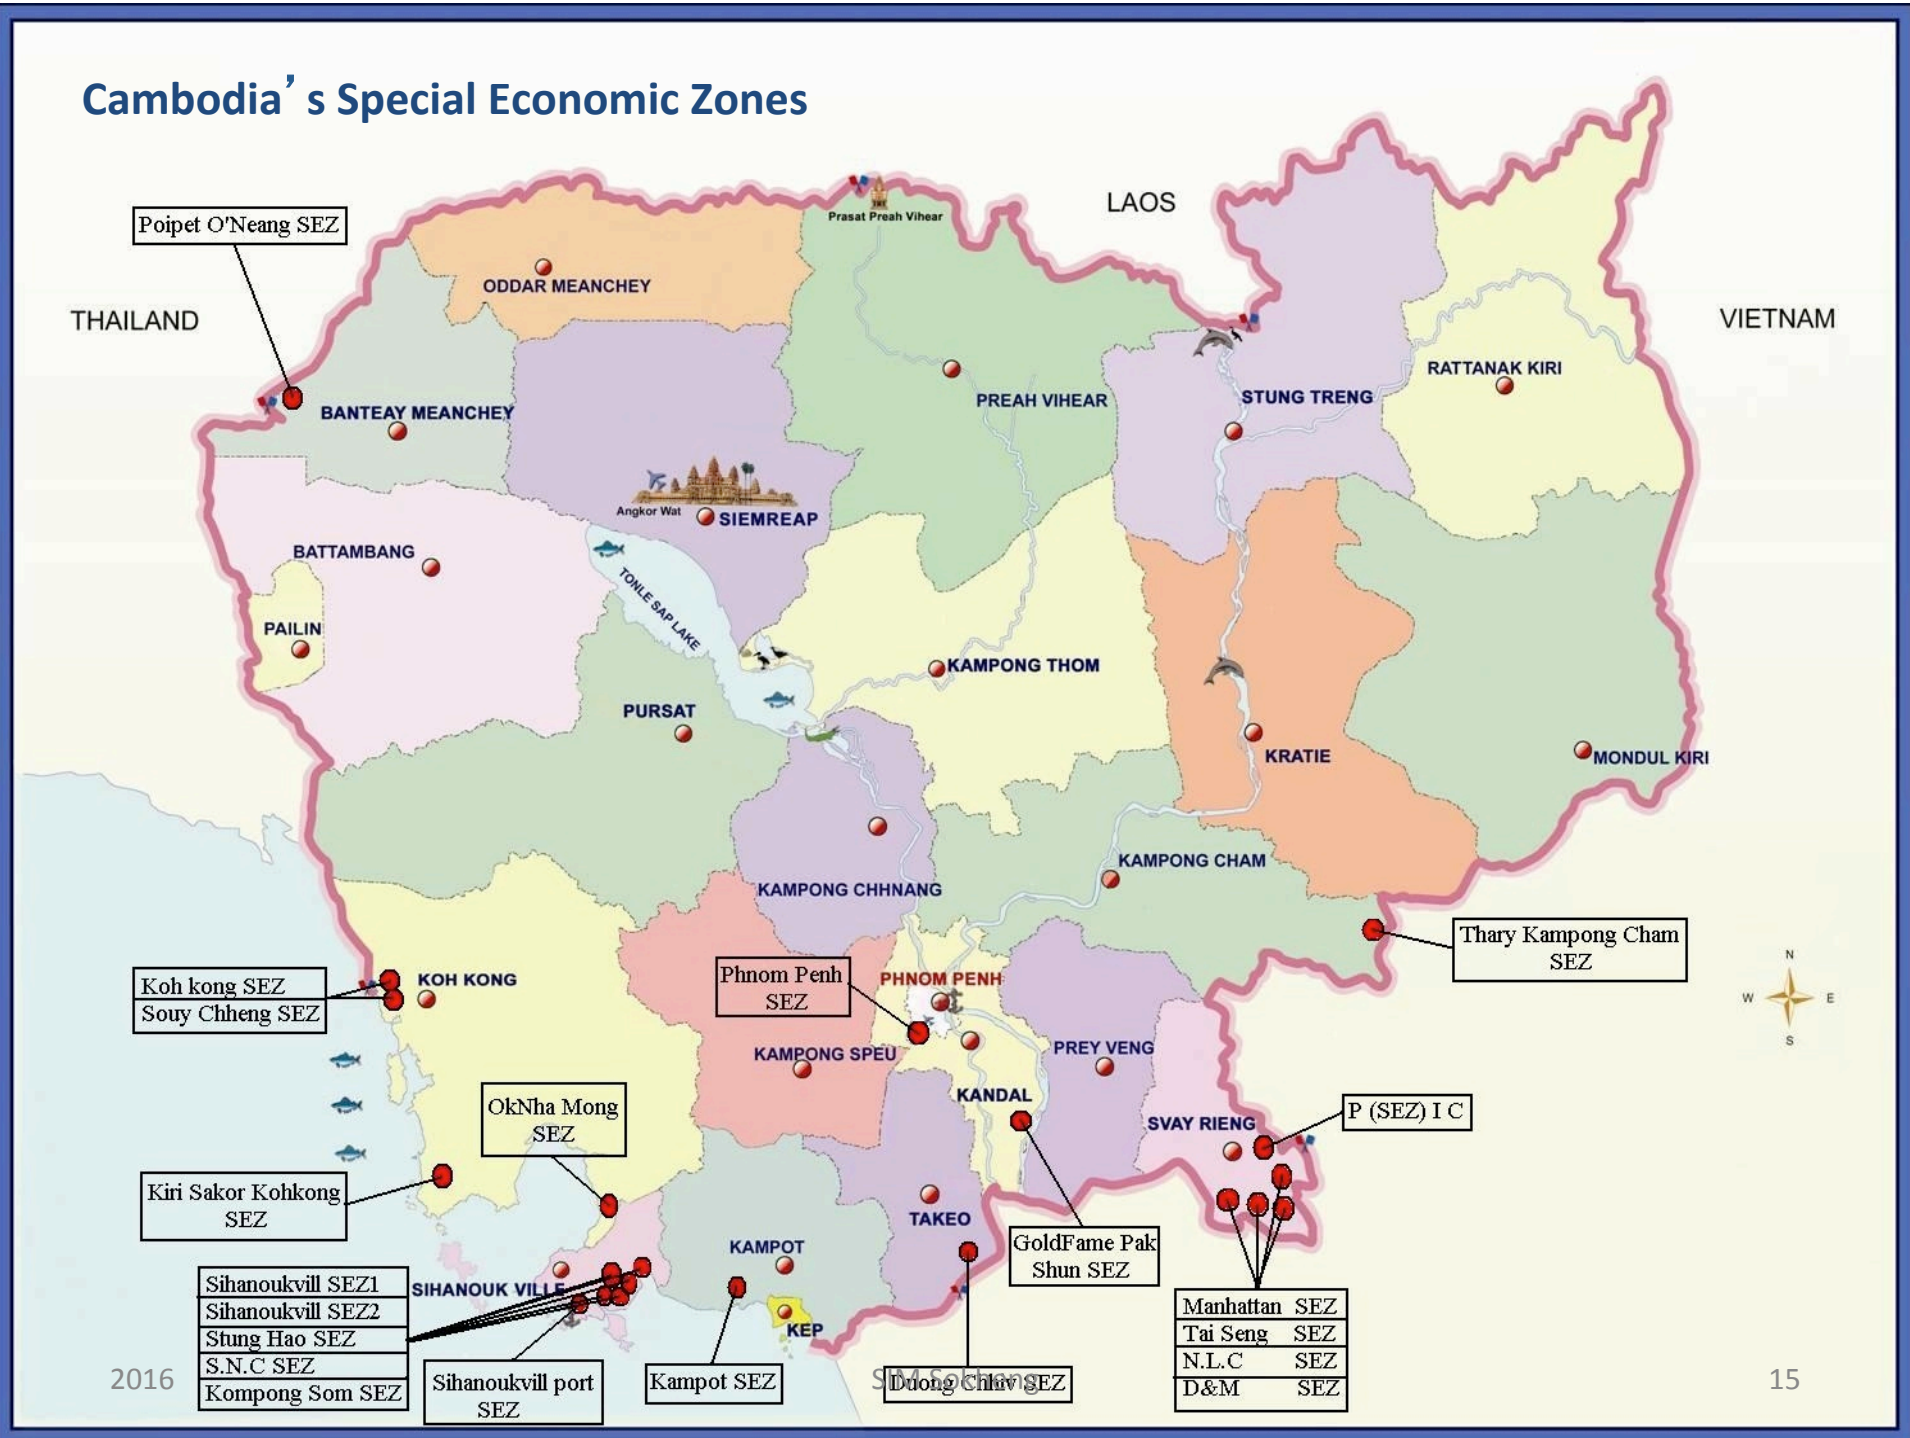 Cambodia's Special Economic Zones
LAOS
Prasat Preah Vihear
Poipet O'Neang SEZ
ODDAR MEANCHEY
THAILAND
VIETNAM
RATTANAK KIRI
STUNG TRENG
PREAH VIHEAR
BANTEAY MEANCHEY
Angkor Wat
SIEMREAP
BATTAMBANG
TONLE SAP LAKE
PAILIN
KAMPONG THOM
PURSAT
KRATIE
MONDUL KIRI
KAMPONG CHAM
KAMPONG CHHNANG
Thary Kampong Cham
SEZ
N
W
E
S
Koh kong SEZ
Souy Chheng SEZ
KOH KONG
Phnom Penh
SEZ
PHNOM PENH
KAMPONG SPEU
PREY VENG
KANDAL
OkNha Mong
SEZ
P (SEZ) I C
SVAY RIENG
Kiri Sakor Kohkong
SEZ
TAKEO
KAMPOT
GoldFame Pak
Shun SEZ
SIHANOUK VILLE
Sihanoukvill SEZ1
Sihanoukvill SEZ2
Stung Hao SEZ
S.N.C SEZ
Kompong Som SEZ
KEP
Manhattan SEZ
Tai Seng SEZ
N.L.C SEZ
D&M SEZ
Sihanoukvill port
SEZ
Kampot SEZ
Duong Chhiv SEZ
2016
SIM Sokheng
15